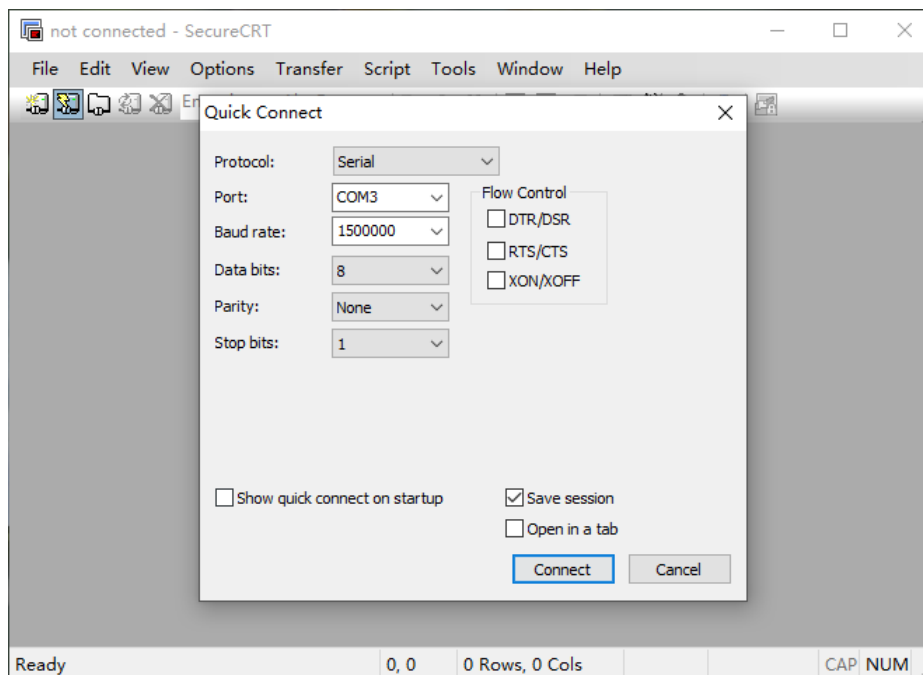 not connected - SecureCRT
File Edit View Options Transfer Script Tools Window Help
Quick Connect
Protocol: Serial
Port: COM3
Flow Control
Baud rate: 1500000
DTR/DSR
RTS/CTS
Data bits: 8
XON/XOFF
Parity: None
Stop bits: 1
Show quick connect on startup
Save session
Open in a tab
Connect Cancel
Ready 0, 0 0 Rows, 0 Cols CAP NUM